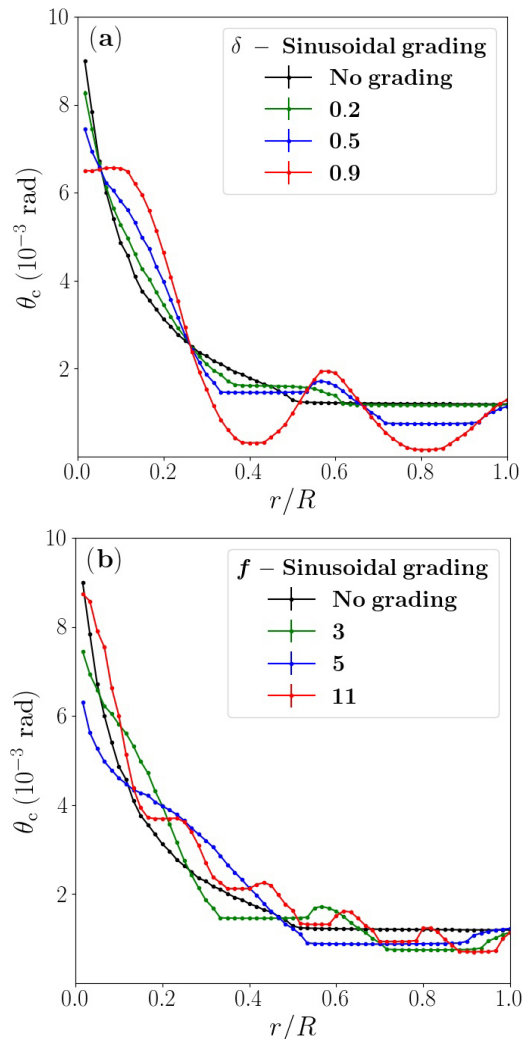 (a)
δ – Sinusoidal grading
No grading
0.2
0.5
0.9
10
8
6
4
2
θc (10⁻³ rad)
0.0 0.2 0.4 0.6 0.8 1.0
r/R
(b)
f – Sinusoidal grading
No grading
3
5
11
10
8
6
4
2
θc (10⁻³ rad)
0.0 0.2 0.4 0.6 0.8 1.0
r/R